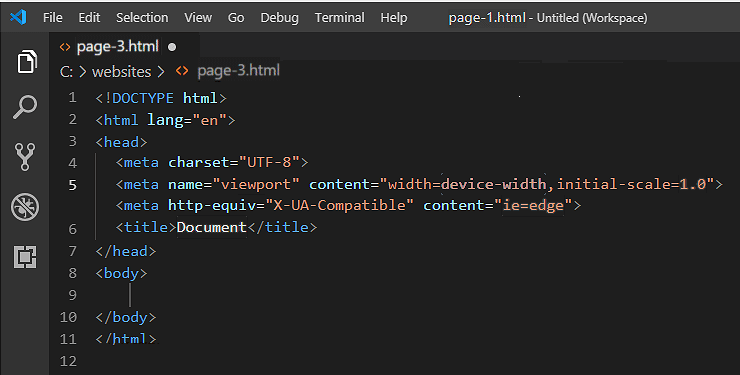 File Edit Selection View Go Debug Terminal Help page-1.html - Untitled (Workspace)
<> page-3.html ●
C: > websites > <> page-3.html
1 <!DOCTYPE html>
2 <html lang="en">
3 <head>
4 <meta charset="UTF-8">
5 <meta name="viewport" content="width=device-width,initial-scale=1.0">
<meta http-equiv="X-UA-Compatible" content="ie=edge">
6 <title>Document</title>
7 </head>
8 <body>
9
10 </body>
11 </html>
12